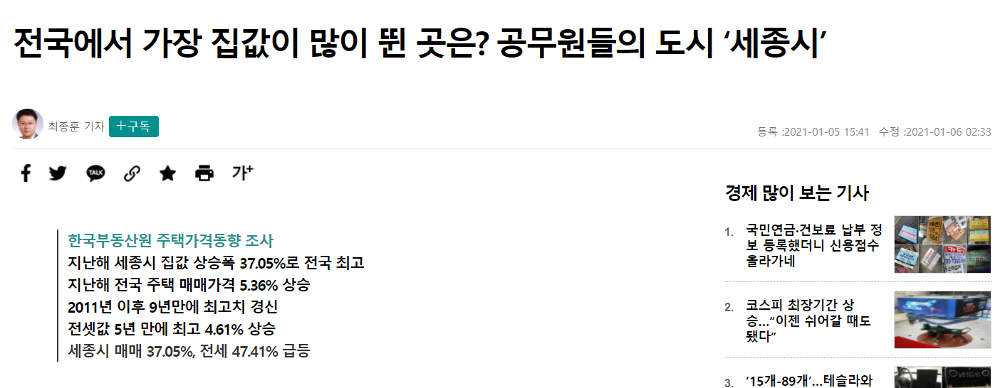 전국에서 가장 집값이 많이 뛴 곳은? 공무원들의 도시 ‘세종시’
최종훈 기자 +구독
등록 :2021-01-05 15:41 수정 :2021-01-06 02:33
TALK 가+
한국부동산원 주택가격동향 조사
지난해 세종시 집값 상승폭 37.05%로 전국 최고
지난해 전국 주택 매매가격 5.36% 상승
2011년 이후 9년만에 최고치 경신
전셋값 5년 만에 최고 4.61% 상승
세종시 매매 37.05%, 전세 47.41% 급등
경제 많이 보는 기사
1. 국민연금·건보료 납부 정
보 등록했더니 신용점수
올라가네
2. 코스피 최장기간 상
승…“이젠 쉬어갈 때도
됐다”
3. ‘15개-89개’…테슬라와